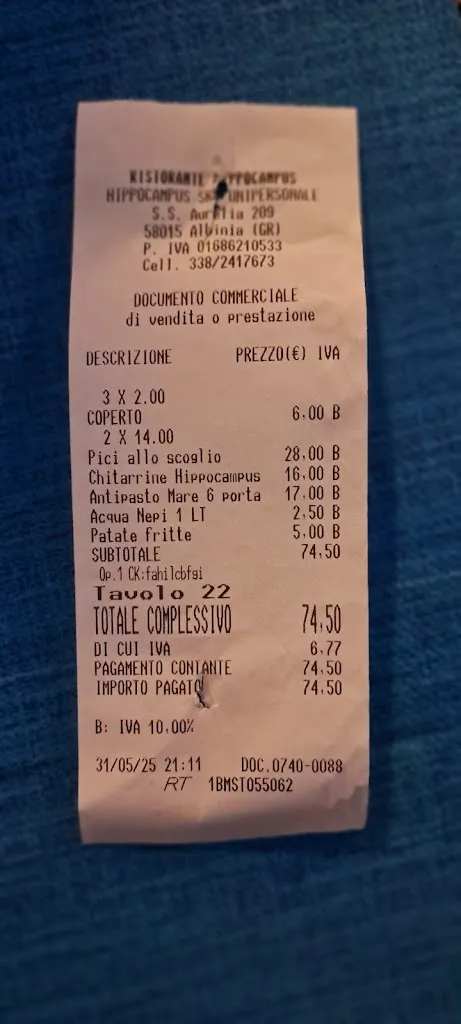 RISTORANTE HIPPOCAMPUS
HIPPOCAMPUS UNIPERSONALE
S.S. Aurelia 209
58015 Albinia (GR)
P. IVA 01686210533
Cell. 338/2417673
DOCUMENTO COMMERCIALE
di vendita o prestazione
DESCRIZIONE PREZZO(€) IVA
3 X 2.00
COPERTO 6,00 B
2 X 14.00
Pici allo scoglio 28,00 B
Chitarrine Hippocampus 16,00 B
Antipasto Mare 6 porta 17,00 B
Acqua Nepi 1 LT 2,50 B
Patate fritte 5,00 B
SUBTOTALE 74,50
Op.1 CK:fahilcbfgi
Tavolo 22
TOTALE COMPLESSIVO 74,50
DI CUI IVA 6,77
PAGAMENTO CONTANTE 74,50
IMPORTO PAGATO 74,50
B: IVA 10,00%
31/05/25 21:11 DOC.0740-0088
RT 1BMST055062